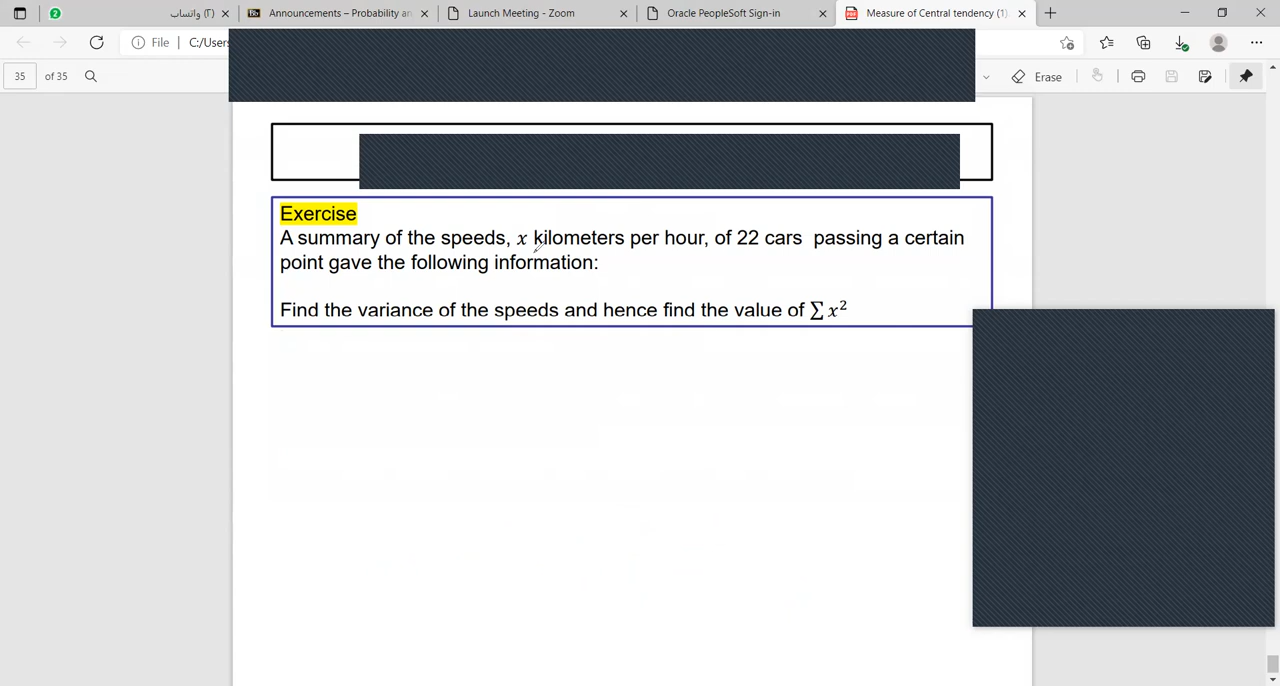 واتساب (٢)
Announcements – Probability an
Launch Meeting - Zoom
Oracle PeopleSoft Sign-in
Measure of Central tendency (1)
2
File
C:/Users
35
of 35
Erase
Exercise
A summary of the speeds, x kilometers per hour, of 22 cars passing a certain
point gave the following information:
Find the variance of the speeds and hence find the value of ∑ x²